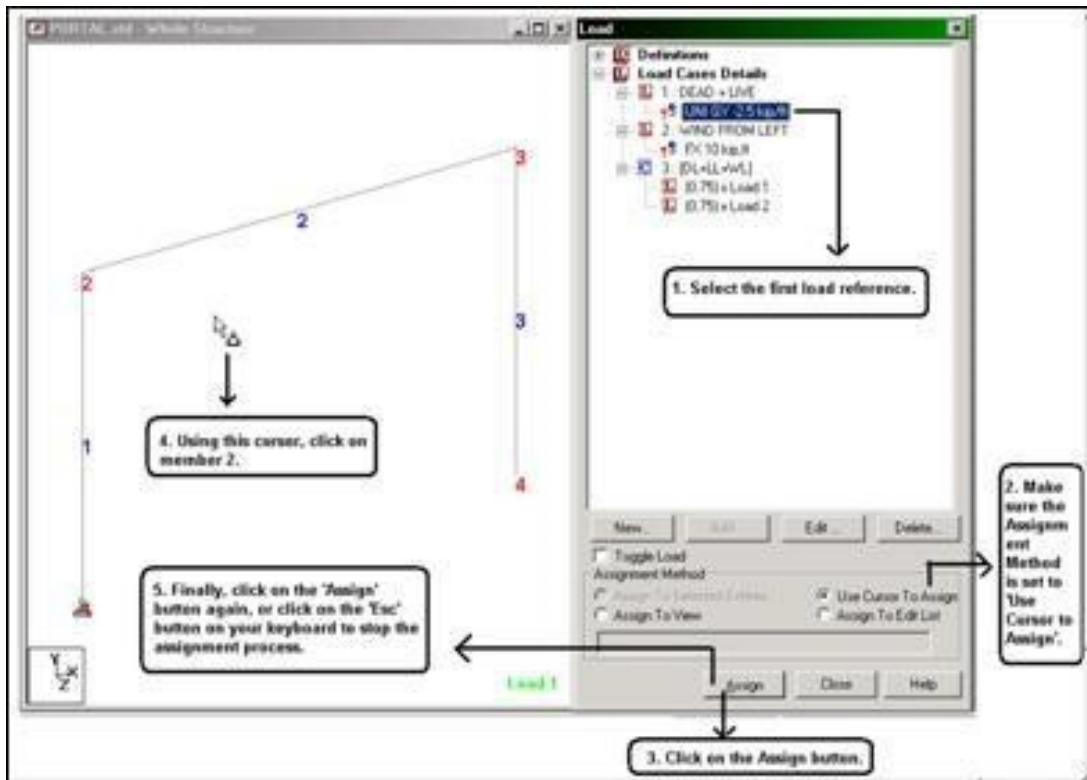 PORTAL.std - Whole Structure
Load
Definitions
Load Cases Details
1 : DEAD + LIVE
UNI GY -2.5 kip/ft
2 : WIND FROM LEFT
FX 10 kip,ft
3 : (DL+LL+WL)
(0.75) x Load 1
(0.75) x Load 2
1. Select the first load reference.
3
2
2
3
1
4
4. Using this cursor, click on
member 2.
5. Finally, click on the 'Assign'
button again, or click on the 'Esc'
button on your keyboard to stop the
assignment process.
Y
X
Z
Load 1
New...
Add...
Edit...
Delete...
Toggle Load
Assignment Method
Assign To Selected Entities
Use Cursor To Assign
Assign To View
Assign To Edit List
Assign
Close
Help
2. Make
sure the
Assignm
ent
Method
is set to
'Use
Cursor to
Assign'.
3. Click on the Assign button.